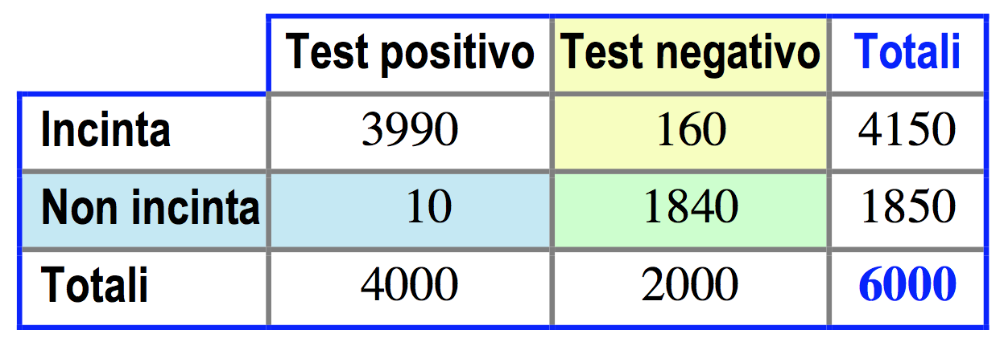 Test positivo Test negativo Totali
Incinta 3990 160 4150
Non incinta 10 1840 1850
Totali 4000 2000 6000